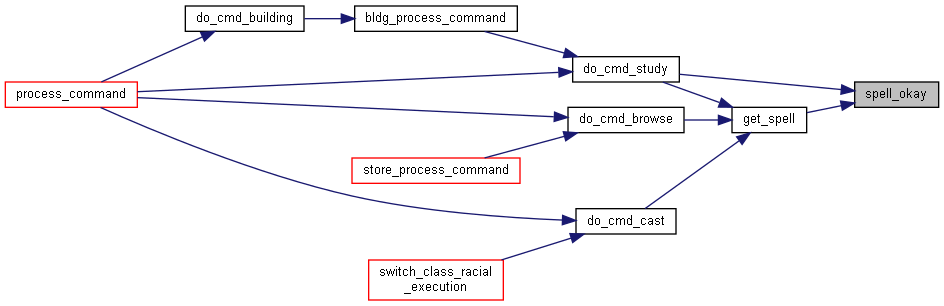 do_cmd_building
bldg_process_command
do_cmd_study
process_command
spell_okay
do_cmd_browse
get_spell
store_process_command
do_cmd_cast
switch_class_racial
_execution